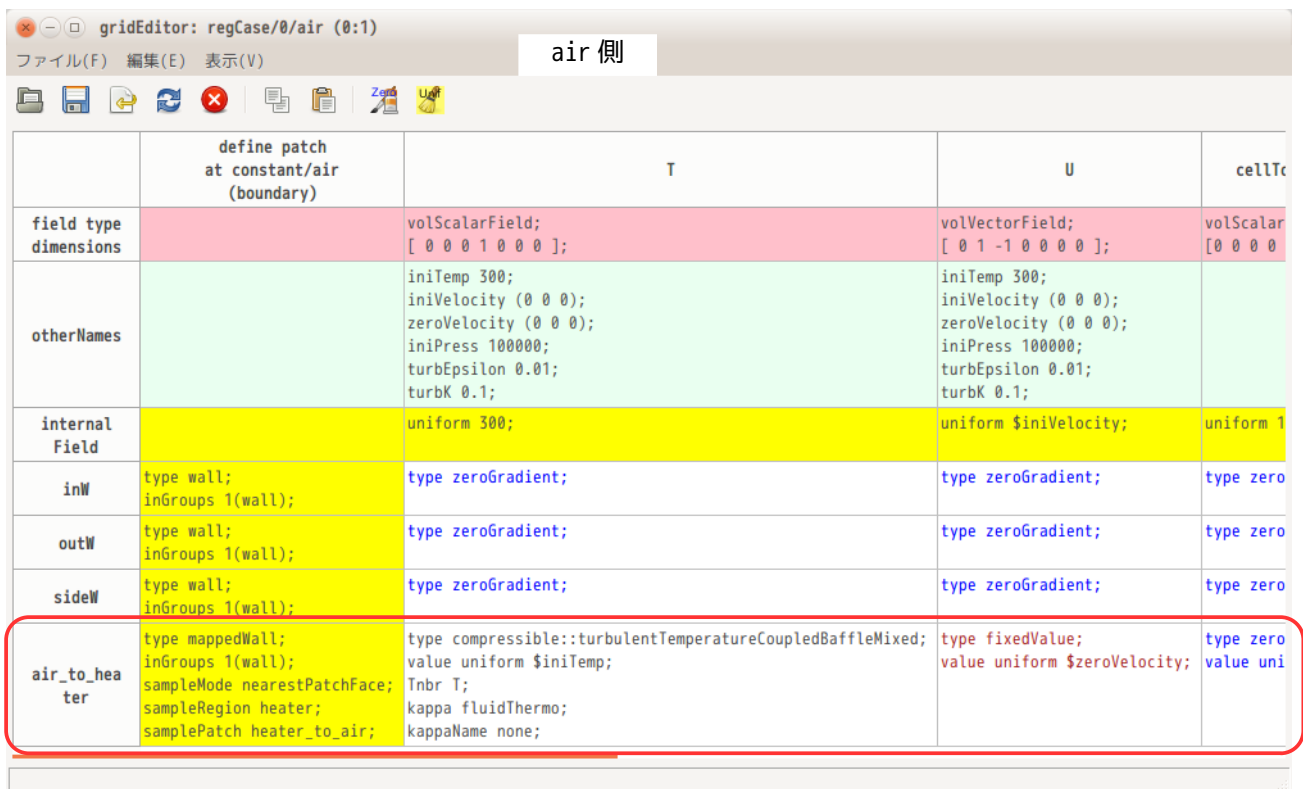 gridEditor: regCase/0/air (0:1)
ファイル(F) 編集(E) 表示(V)
air 側
Zero
Unif
define patch
at constant/air
(boundary)
T
U
cellTo
field type
dimensions
volScalarField;
[ 0 0 0 1 0 0 0 ];
volVectorField;
[ 0 1 -1 0 0 0 0 ];
volScalar
[0 0 0 0
otherNames
iniTemp 300;
iniVelocity (0 0 0);
zeroVelocity (0 0 0);
iniPress 100000;
turbEpsilon 0.01;
turbK 0.1;
iniTemp 300;
iniVelocity (0 0 0);
zeroVelocity (0 0 0);
iniPress 100000;
turbEpsilon 0.01;
turbK 0.1;
internal
Field
uniform 300;
uniform $iniVelocity;
uniform 1
inW
type wall;
inGroups 1(wall);
type zeroGradient;
type zeroGradient;
type zero
outW
type wall;
inGroups 1(wall);
type zeroGradient;
type zeroGradient;
type zero
sideW
type wall;
inGroups 1(wall);
type zeroGradient;
type zeroGradient;
type zero
air_to_hea
ter
type mappedWall;
inGroups 1(wall);
sampleMode nearestPatchFace;
sampleRegion heater;
samplePatch heater_to_air;
type compressible::turbulentTemperatureCoupledBaffleMixed;
value uniform $iniTemp;
Tnbr T;
kappa fluidThermo;
kappaName none;
type fixedValue;
value uniform $zeroVelocity;
type zero
value uni